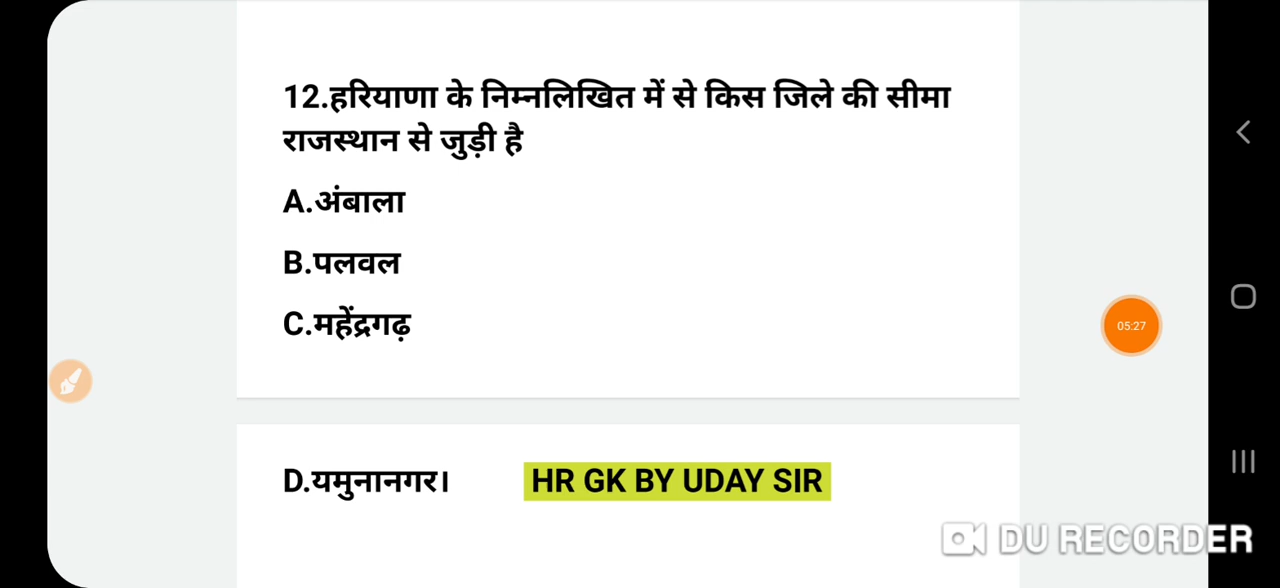 12.हरियाणा के निम्नलिखित में से किस जिले की सीमा
राजस्थान से जुड़ी है
A.अंबाला
B.पलवल
C.महेंद्रगढ़
05:27
D.यमुनानगर। HR GK BY UDAY SIR
DU RECORDER